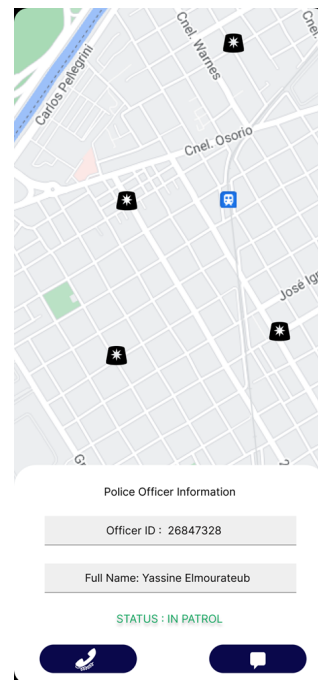 Cnel.
Cnel. Warnes
Carlos Pellegrini
Cnel. Osorio
José Ig
Police Officer Information
Officer ID : 26847328
Full Name: Yassine Elmourateub
STATUS : IN PATROL